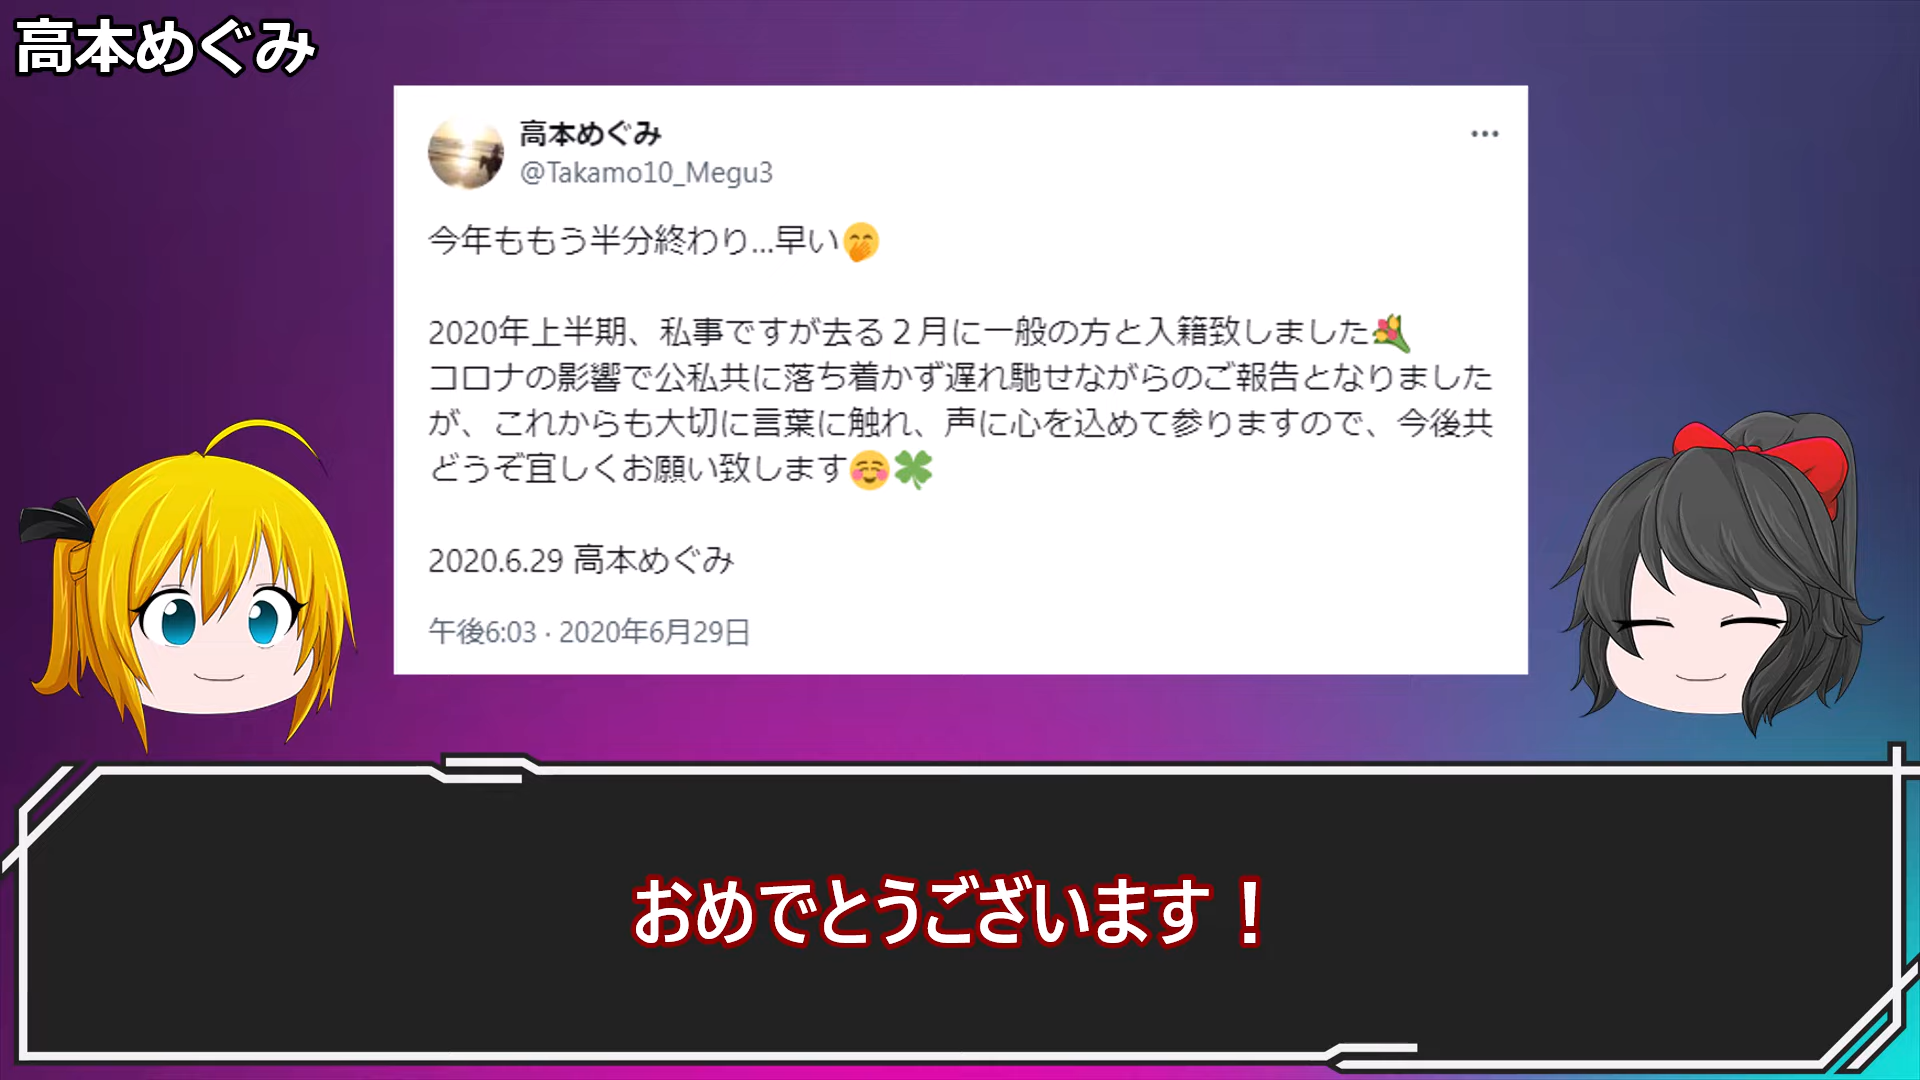 高本めぐみ
高本めぐみ
@Takamo10_Megu3
今年ももう半分終わり...早い🤭
2020年上半期、私事ですが去る２月に一般の方と入籍致しました💐
コロナの影響で公私共に落ち着かず遅れ馳せながらのご報告となりました
が、これからも大切に言葉に触れ、声に心を込めて参りますので、今後共
どうぞ宜しくお願い致します☺️🍀
2020.6.29 高本めぐみ
午後6:03 · 2020年6月29日
おめでとうございます！